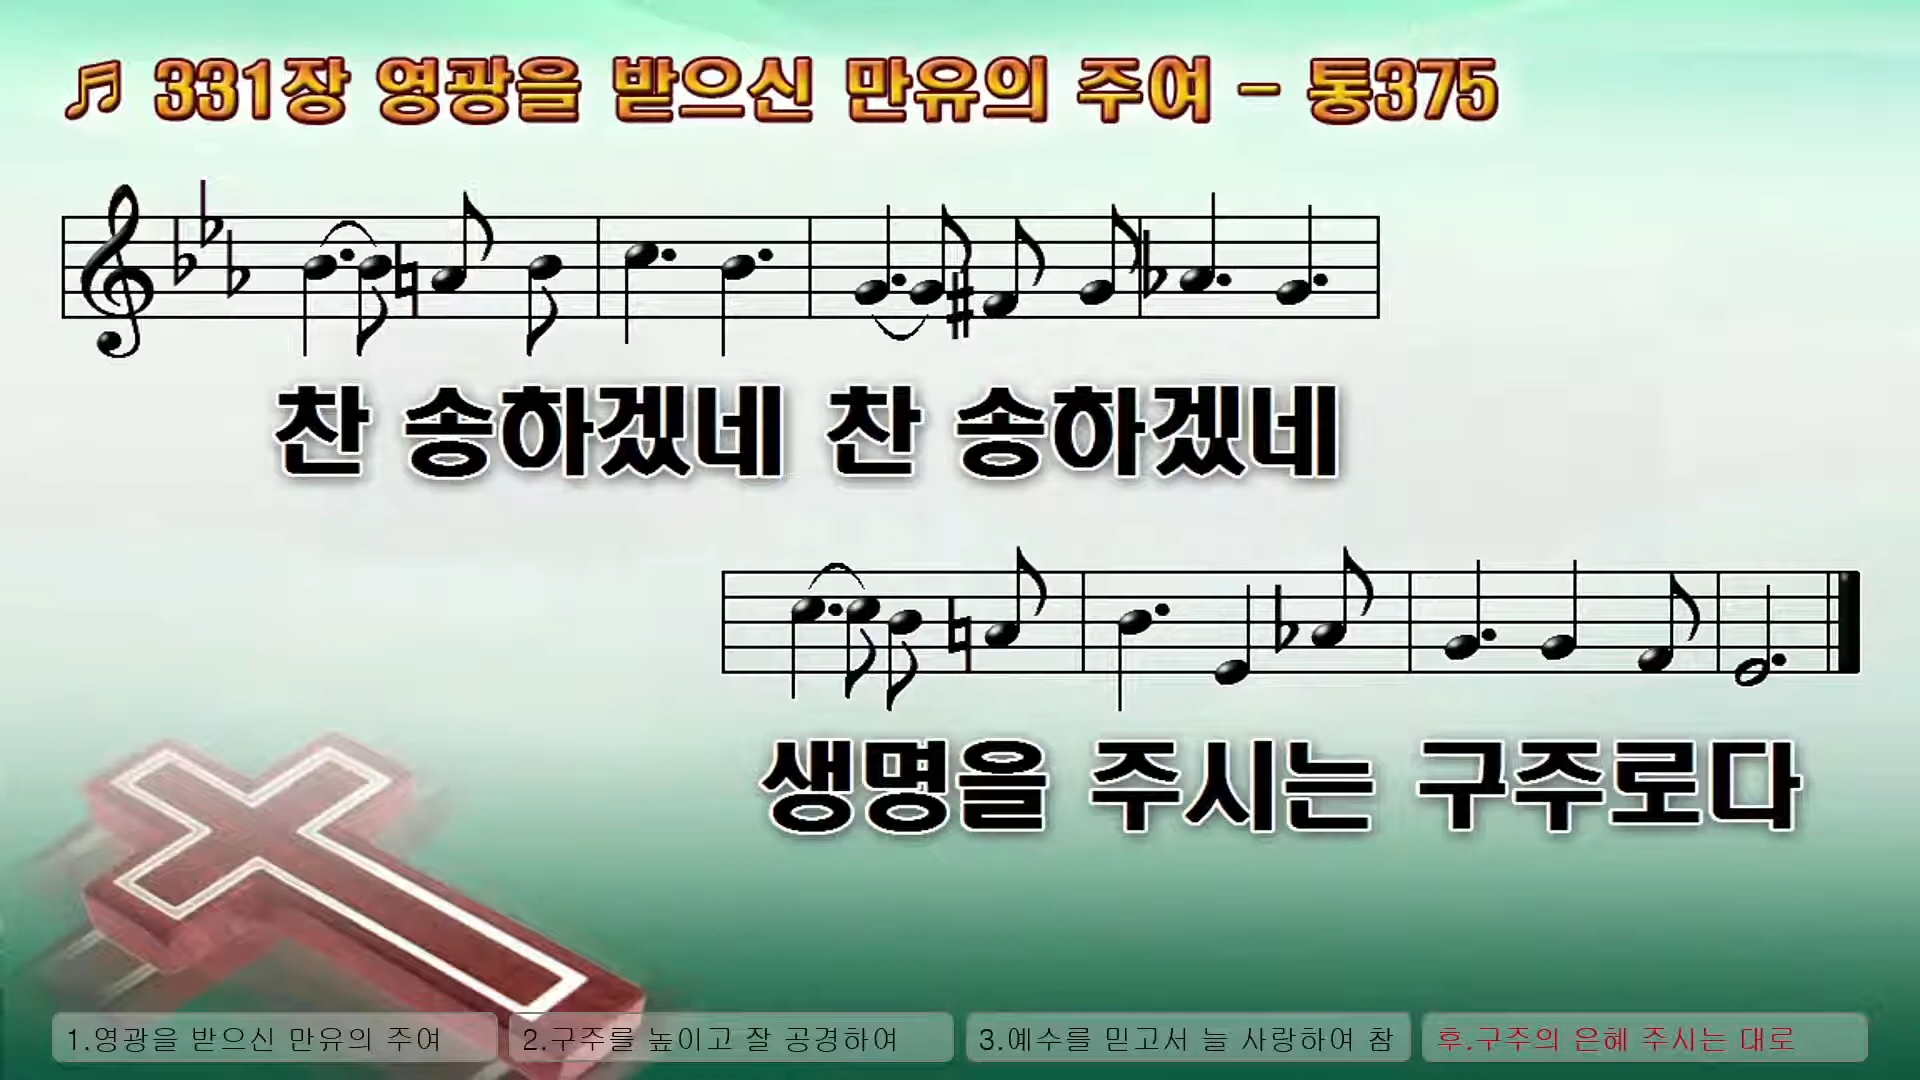 331장 영광을 받으신 만유의 주여 - 통375
찬 송하겠네 찬 송하겠네
생명을 주시는 구주로다
1.영광을 받으신 만유의 주여
2.구주를 높이고 잘 공경하여
3.예수를 믿고서 늘 사랑하여 참
후.구주의 은혜 주시는 대로